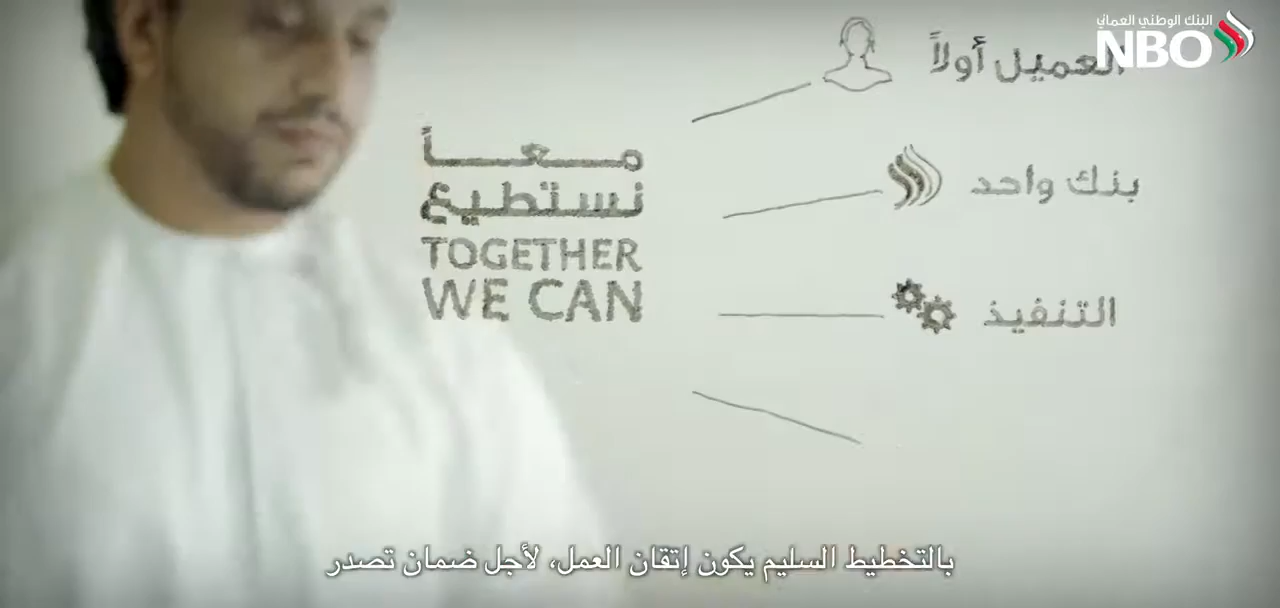 البنك الوطني العماني
NBO
العميل أولاً
معاً
نستطيع
TOGETHER
WE CAN
بنك واحد
التنفيذ
بالتخطيط السليم يكون إتقان العمل، لأجل ضمان تصدر